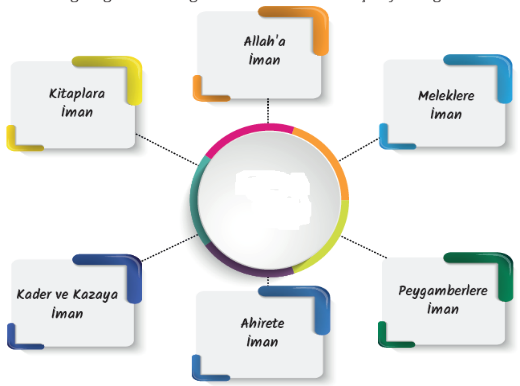 Allah'a
İman
Kitaplara
İman
Meleklere
İman
Kader ve Kazaya
İman
Peygamberlere
İman
Ahirete
İman